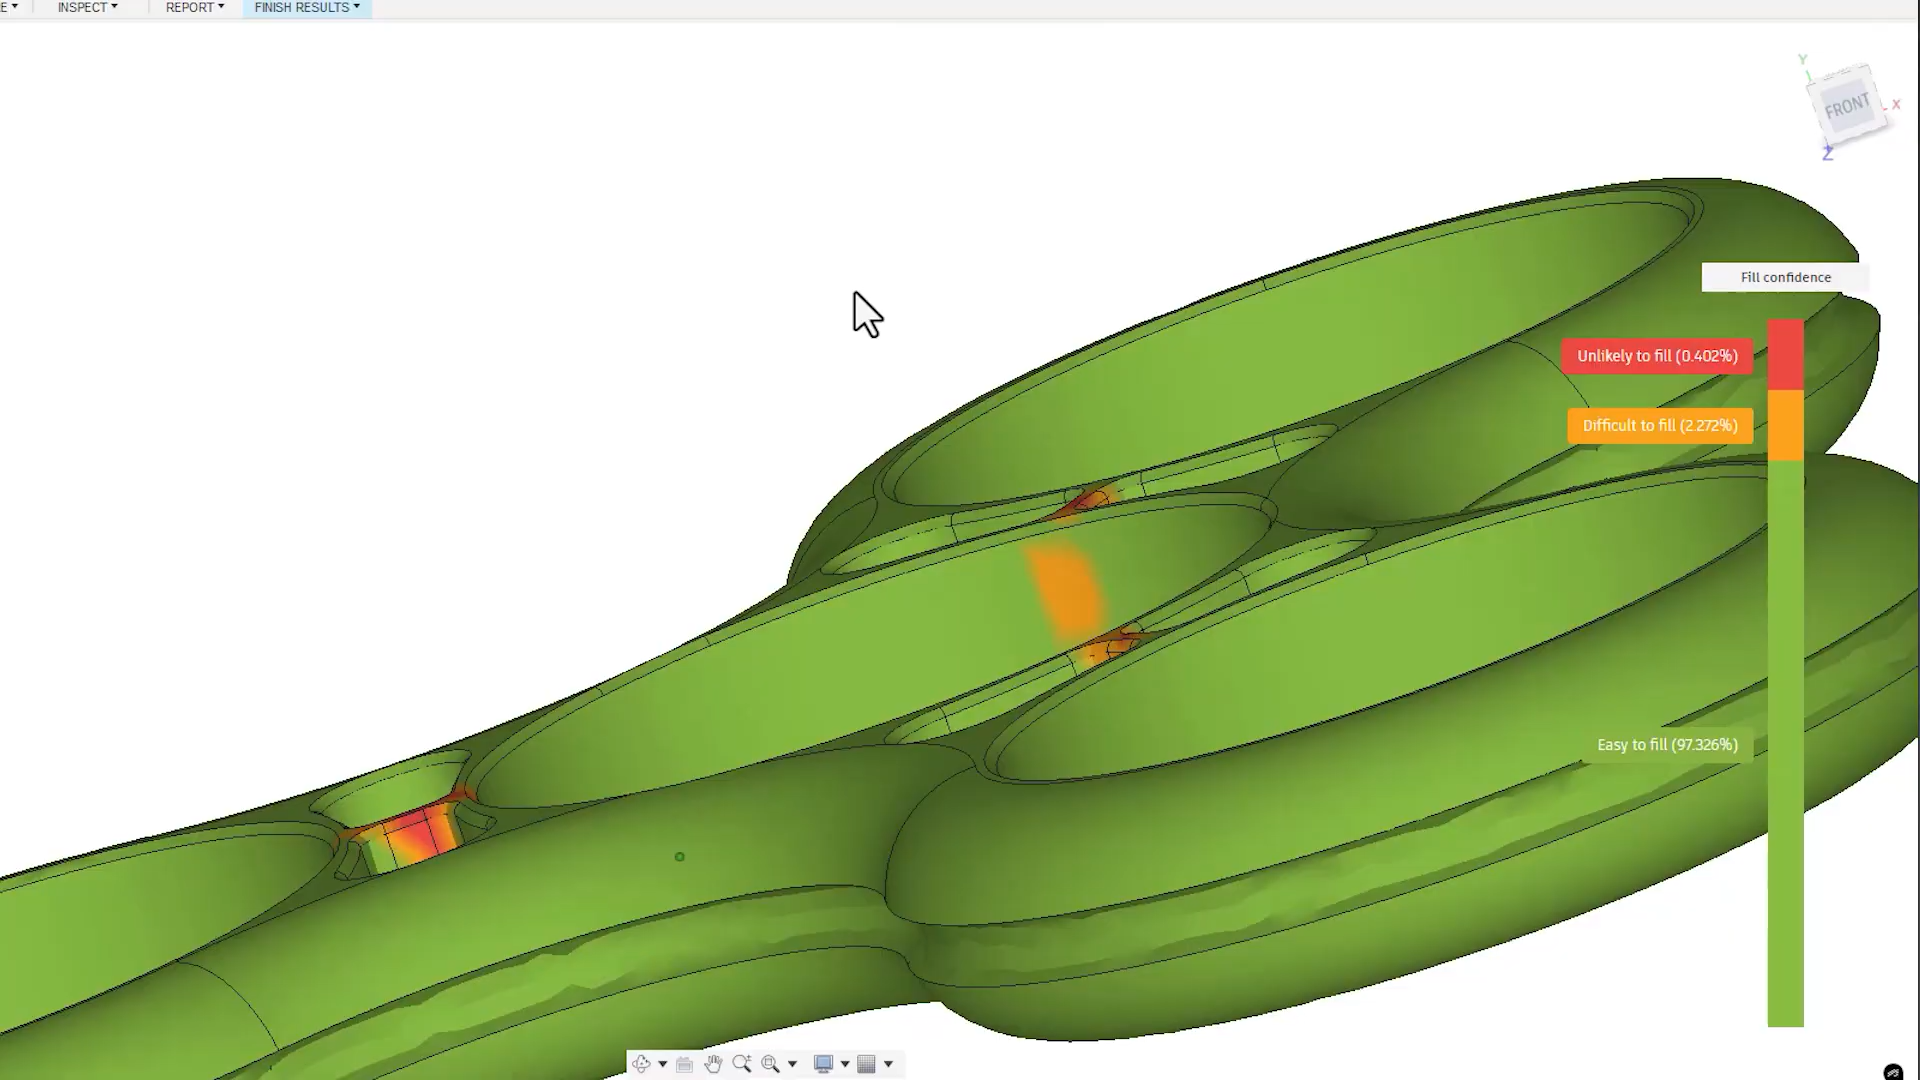 E
INSPECT
REPORT
FINISH RESULTS
Y
FRONT
X
Z
Fill confidence
Unlikely to fill (0.402%)
Difficult to fill (2.272%)
Easy to fill (97.326%)